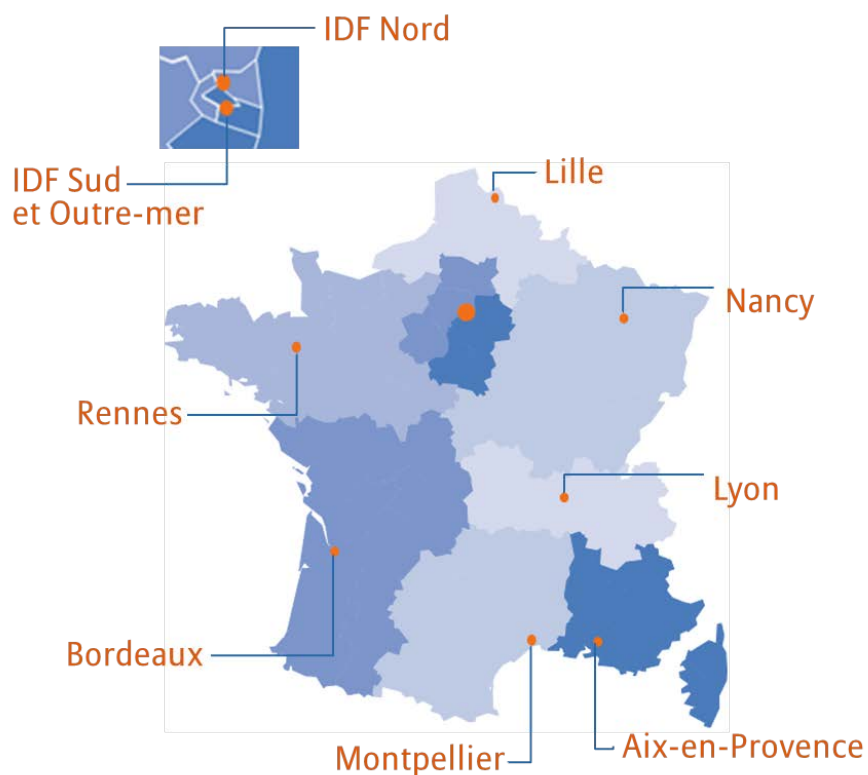 IDF Nord
IDF Sud
et Outre-mer
Lille
Nancy
Rennes
Lyon
Bordeaux
Montpellier
Aix-en-Provence